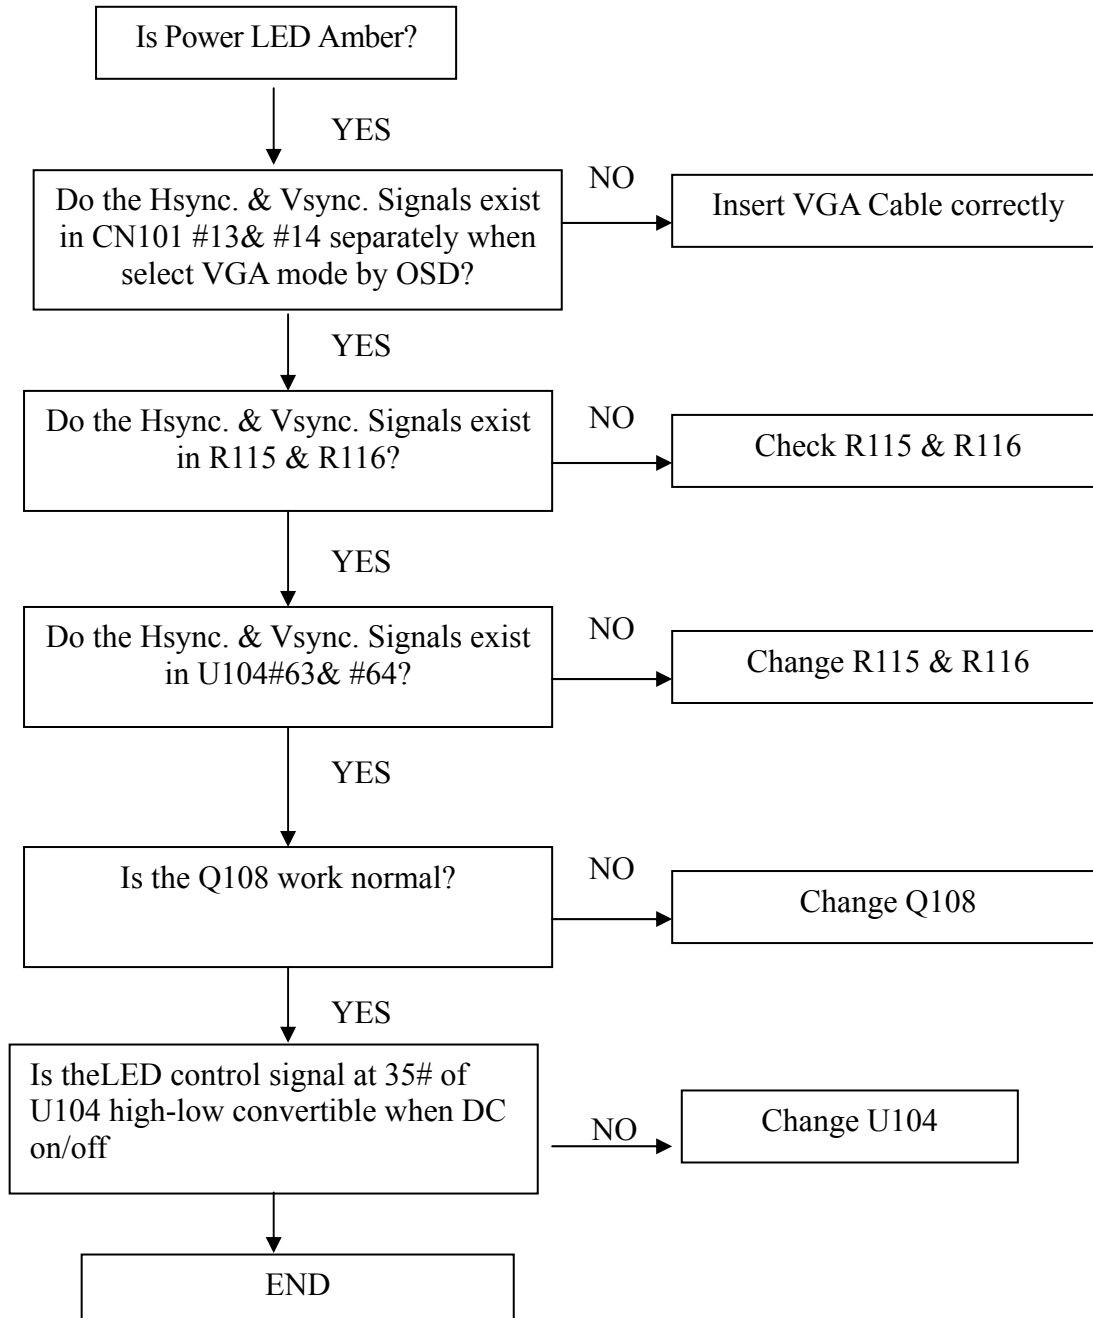 Is Power LED Amber?
YES
Do the Hsync. & Vsync. Signals exist
in CN101 #13& #14 separately when
select VGA mode by OSD?
NO
Insert VGA Cable correctly
YES
Do the Hsync. & Vsync. Signals exist
in R115 & R116?
NO
Check R115 & R116
YES
Do the Hsync. & Vsync. Signals exist
in U104#63& #64?
NO
Change R115 & R116
YES
Is the Q108 work normal?
NO
Change Q108
YES
Is theLED control signal at 35# of
U104 high-low convertible when DC
on/off
NO
Change U104
END